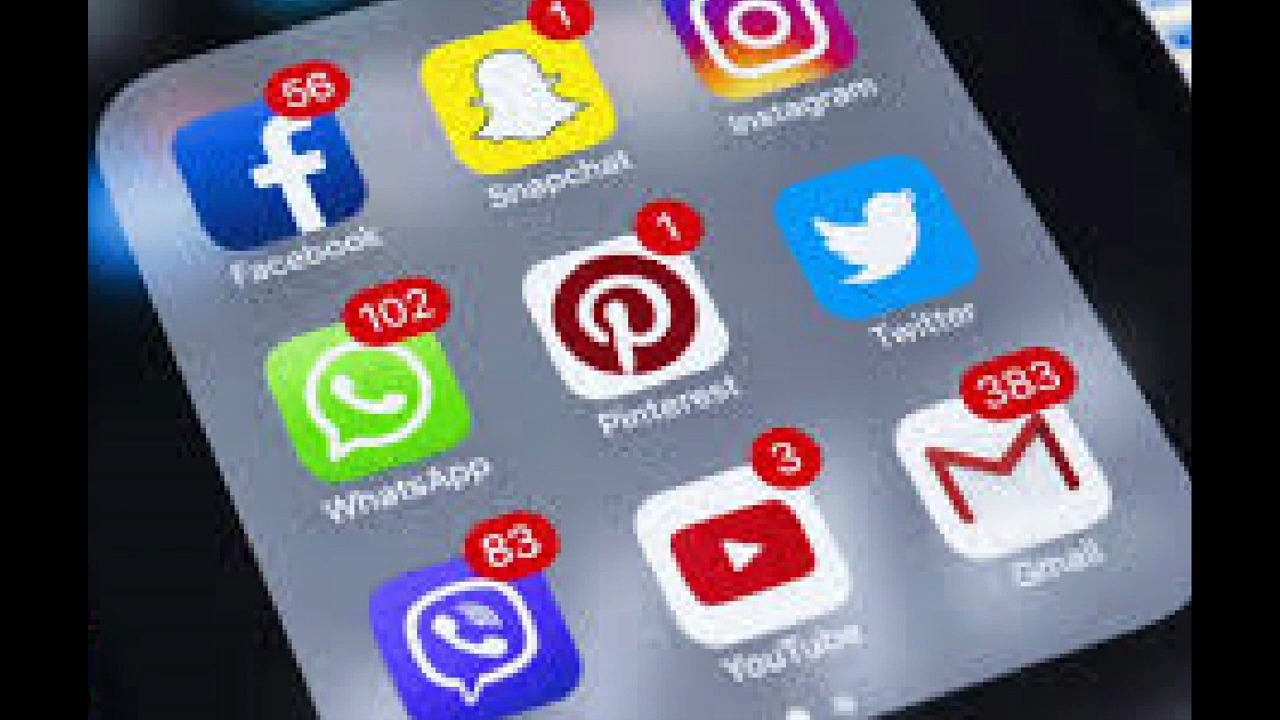 1
56
Snapchat
Instagram
Facebook
1
102
Pinterest
Twitter
WhatsApp
383
3
83
Gmail
YouTube